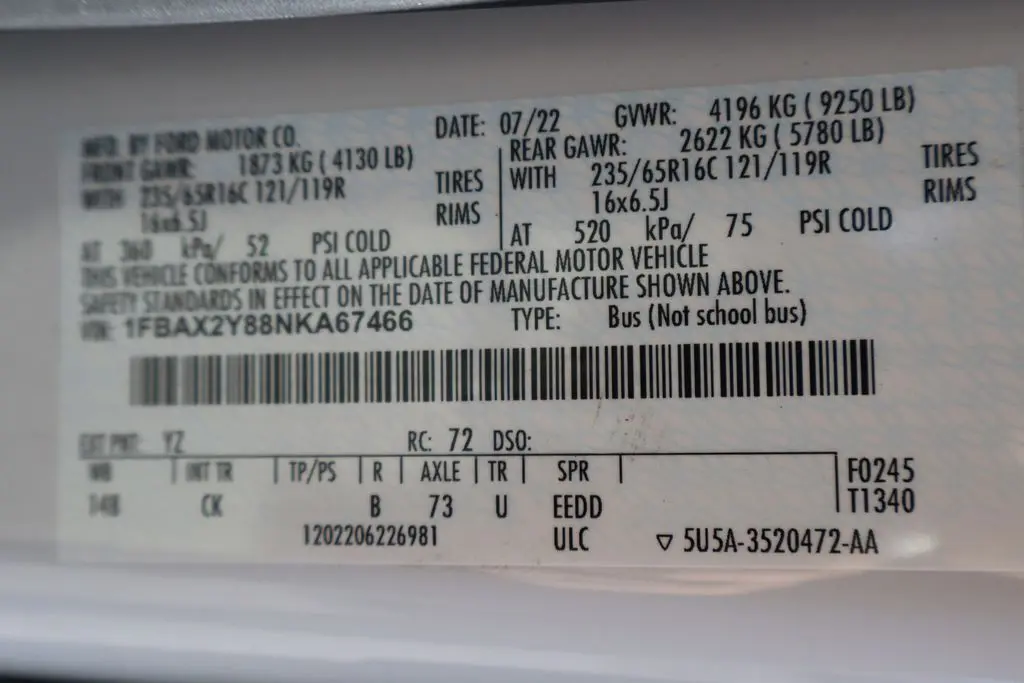 MFD. BY FORD MOTOR CO. DATE: 07/22 GVWR: 4196 KG ( 9250 LB)
FRONT GAWR: 1873 KG ( 4130 LB) REAR GAWR: 2622 KG ( 5780 LB)
WITH 235/65R16C 121/119R TIRES WITH 235/65R16C 121/119R TIRES
16x6.5J RIMS 16x6.5J RIMS
AT 360 kPa/ 52 PSI COLD AT 520 kPa/ 75 PSI COLD
THIS VEHICLE CONFORMS TO ALL APPLICABLE FEDERAL MOTOR VEHICLE
SAFETY STANDARDS IN EFFECT ON THE DATE OF MANUFACTURE SHOWN ABOVE.
VIN: 1FBAX2Y88NKA67466 TYPE: Bus (Not school bus)
EXT PNT: YZ RC: 72 DSO:
WB INT TR TP/PS R AXLE TR SPR F0245
148 CK B 73 U EEDD T1340
1202206226981 ULC ▽ 5U5A-3520472-AA